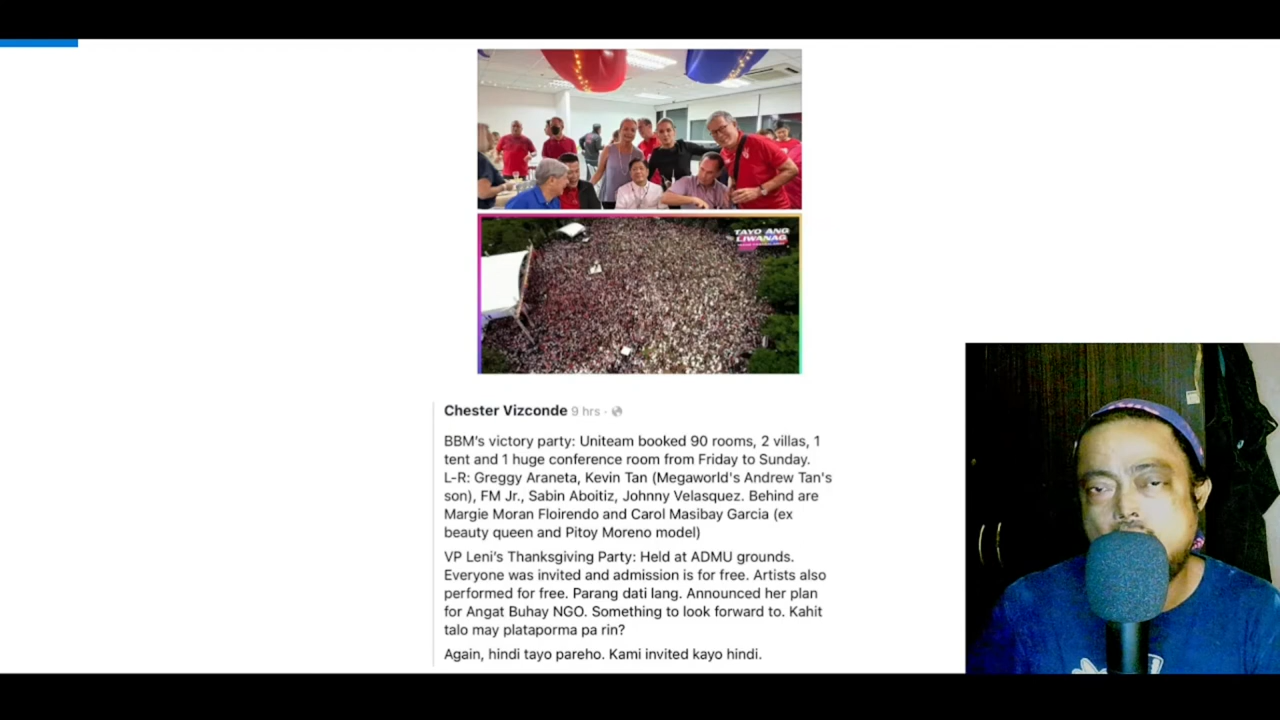 TAYO ANG
LIWANAG
Chester Vizconde 9 hrs ·
BBM's victory party: Uniteam booked 90 rooms, 2 villas, 1
tent and 1 huge conference room from Friday to Sunday.
L-R: Greggy Araneta, Kevin Tan (Megaworld's Andrew Tan's
son), FM Jr., Sabin Aboitiz, Johnny Velasquez. Behind are
Margie Moran Floirendo and Carol Masibay Garcia (ex
beauty queen and Pitoy Moreno model)
VP Leni's Thanksgiving Party: Held at ADMU grounds.
Everyone was invited and admission is for free. Artists also
performed for free. Parang dati lang. Announced her plan
for Angat Buhay NGO. Something to look forward to. Kahit
talo may plataporma pa rin?
Again, hindi tayo pareho. Kami invited kayo hindi.